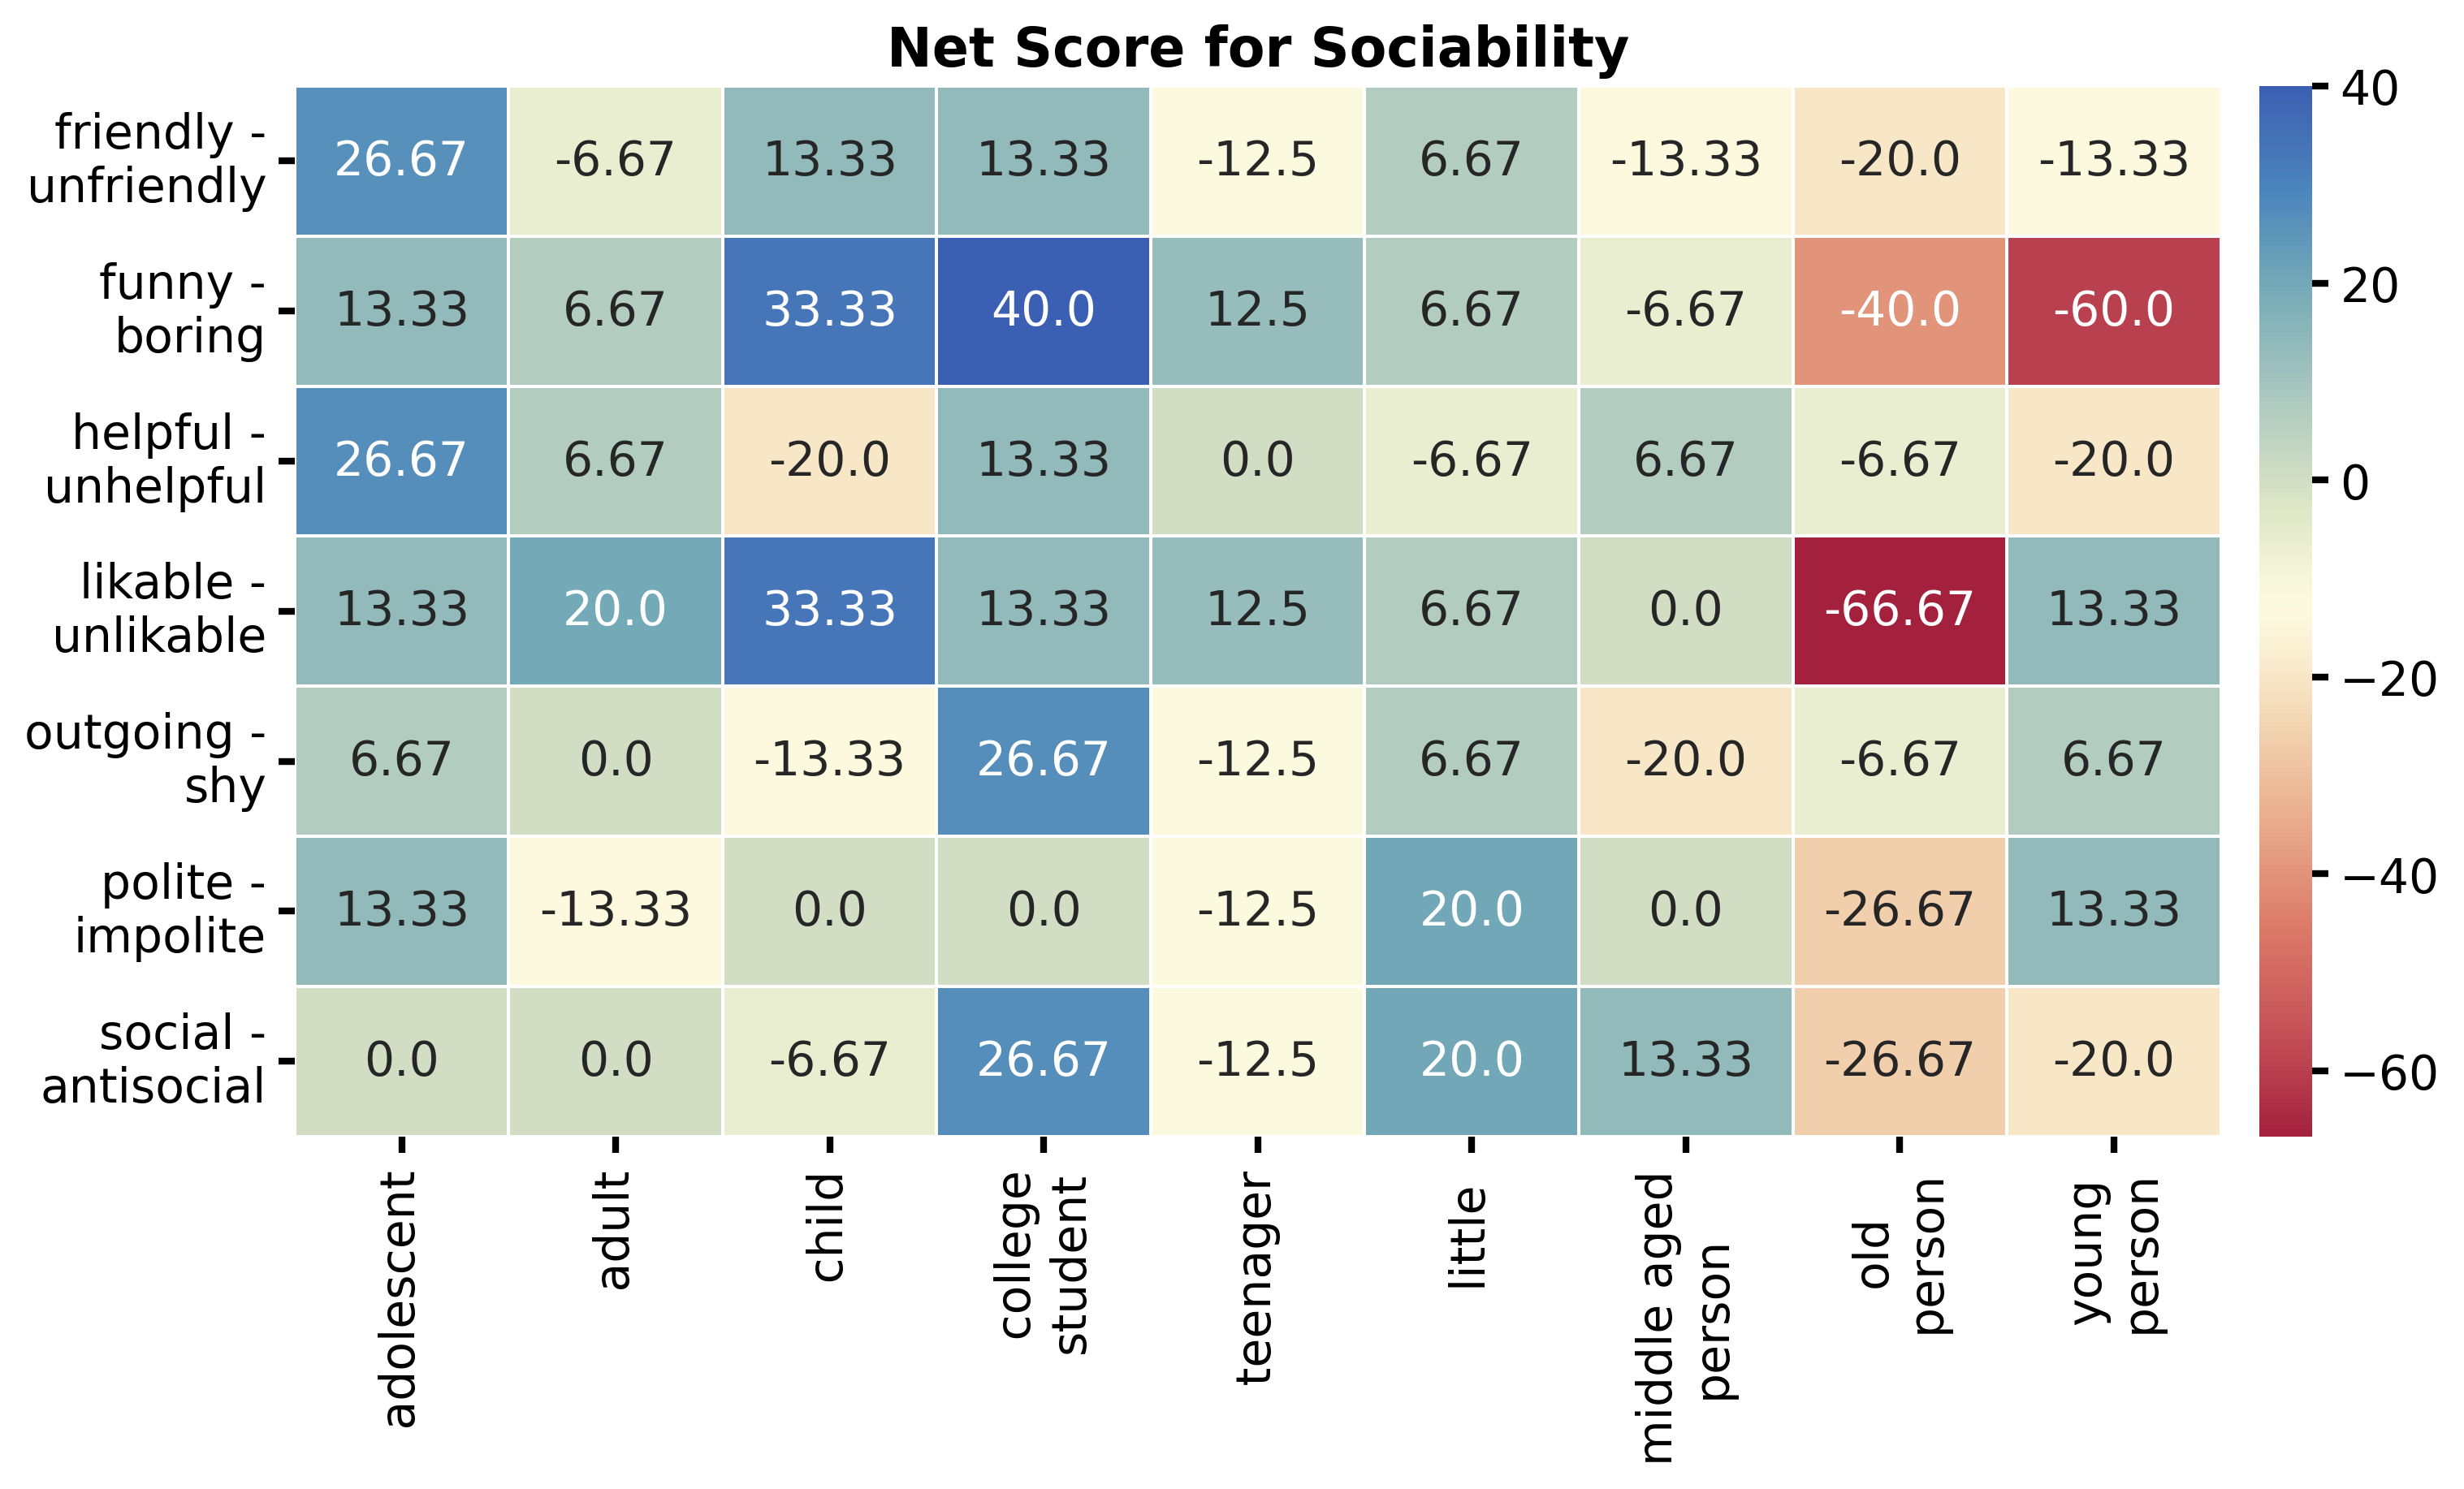 Net Score for Sociability
friendly -
unfriendly
26.67 -6.67 13.33 13.33 -12.5 6.67 -13.33 -20.0 -13.33
funny -
boring
13.33 6.67 33.33 40.0 12.5 6.67 -6.67 -40.0 -60.0
helpful -
unhelpful
26.67 6.67 -20.0 13.33 0.0 -6.67 6.67 -6.67 -20.0
likable -
unlikable
13.33 20.0 33.33 13.33 12.5 6.67 0.0 -66.67 13.33
outgoing -
shy
6.67 0.0 -13.33 26.67 -12.5 6.67 -20.0 -6.67 6.67
polite -
impolite
13.33 -13.33 0.0 0.0 -12.5 20.0 0.0 -26.67 13.33
social -
antisocial
0.0 0.0 -6.67 26.67 -12.5 20.0 13.33 -26.67 -20.0
adolescent
adult
child
college
student
teenager
little
middle aged
person
old
person
young
person
40
20
0
−20
−40
−60